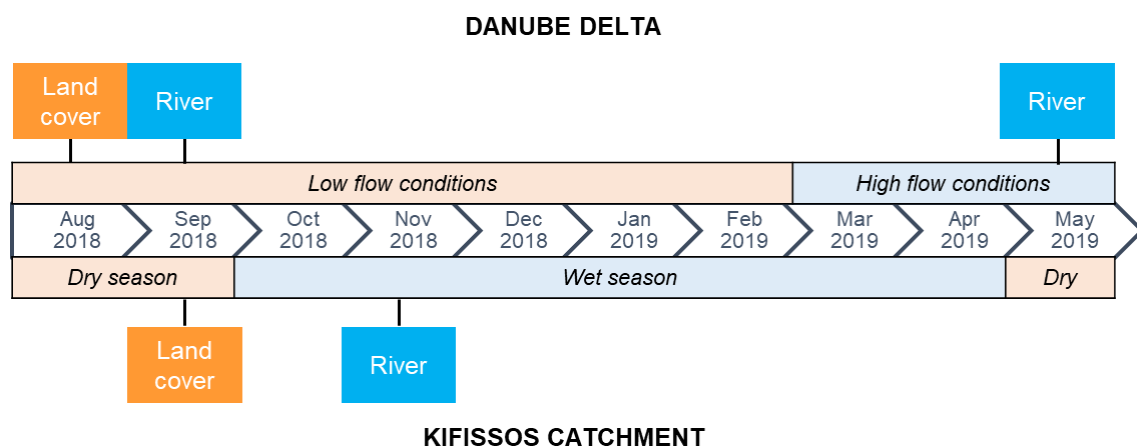 DANUBE DELTA
Land
cover
River
River
Low flow conditions
High flow conditions
Aug
2018
Sep
2018
Oct
2018
Nov
2018
Dec
2018
Jan
2019
Feb
2019
Mar
2019
Apr
2019
May
2019
Dry season
Wet season
Dry
Land
cover
River
KIFISSOS CATCHMENT